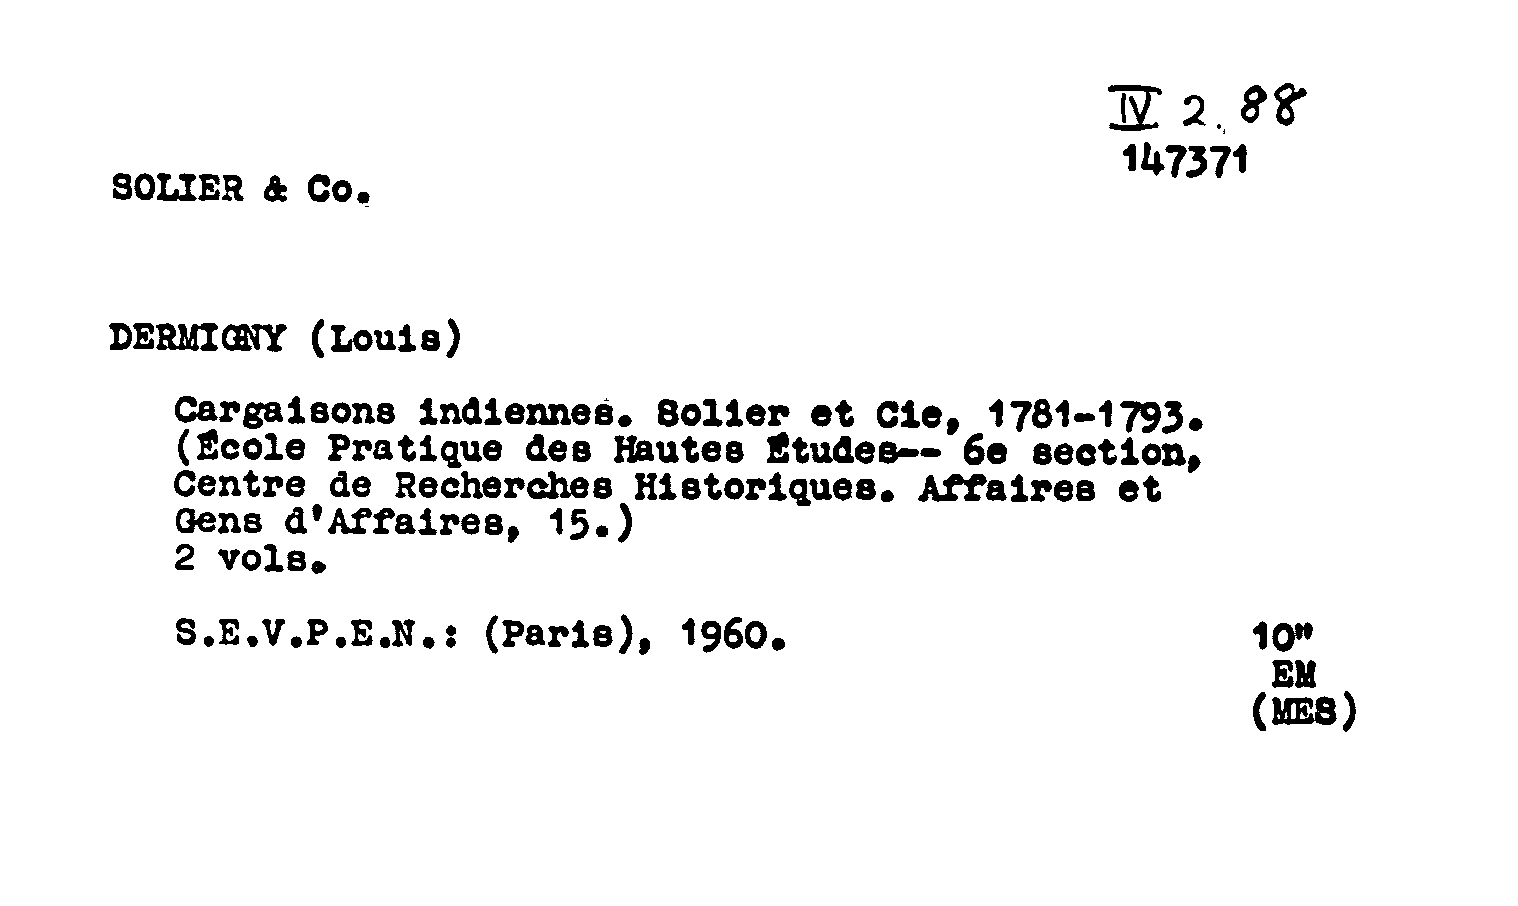 IV 2. 88
147371
SOLIER & Co.
DERMIGNY (Louis)
Cargaisons indiennes. Solier et Cie, 1781-1793.
(École Pratique des Hautes Études-- 6e section,
Centre de Recherches Historiques. Affaires et
Gens d'Affaires, 15.)
2 vols.
S.E.V.P.E.N.: (Paris), 1960.
10"
EM
(MES)